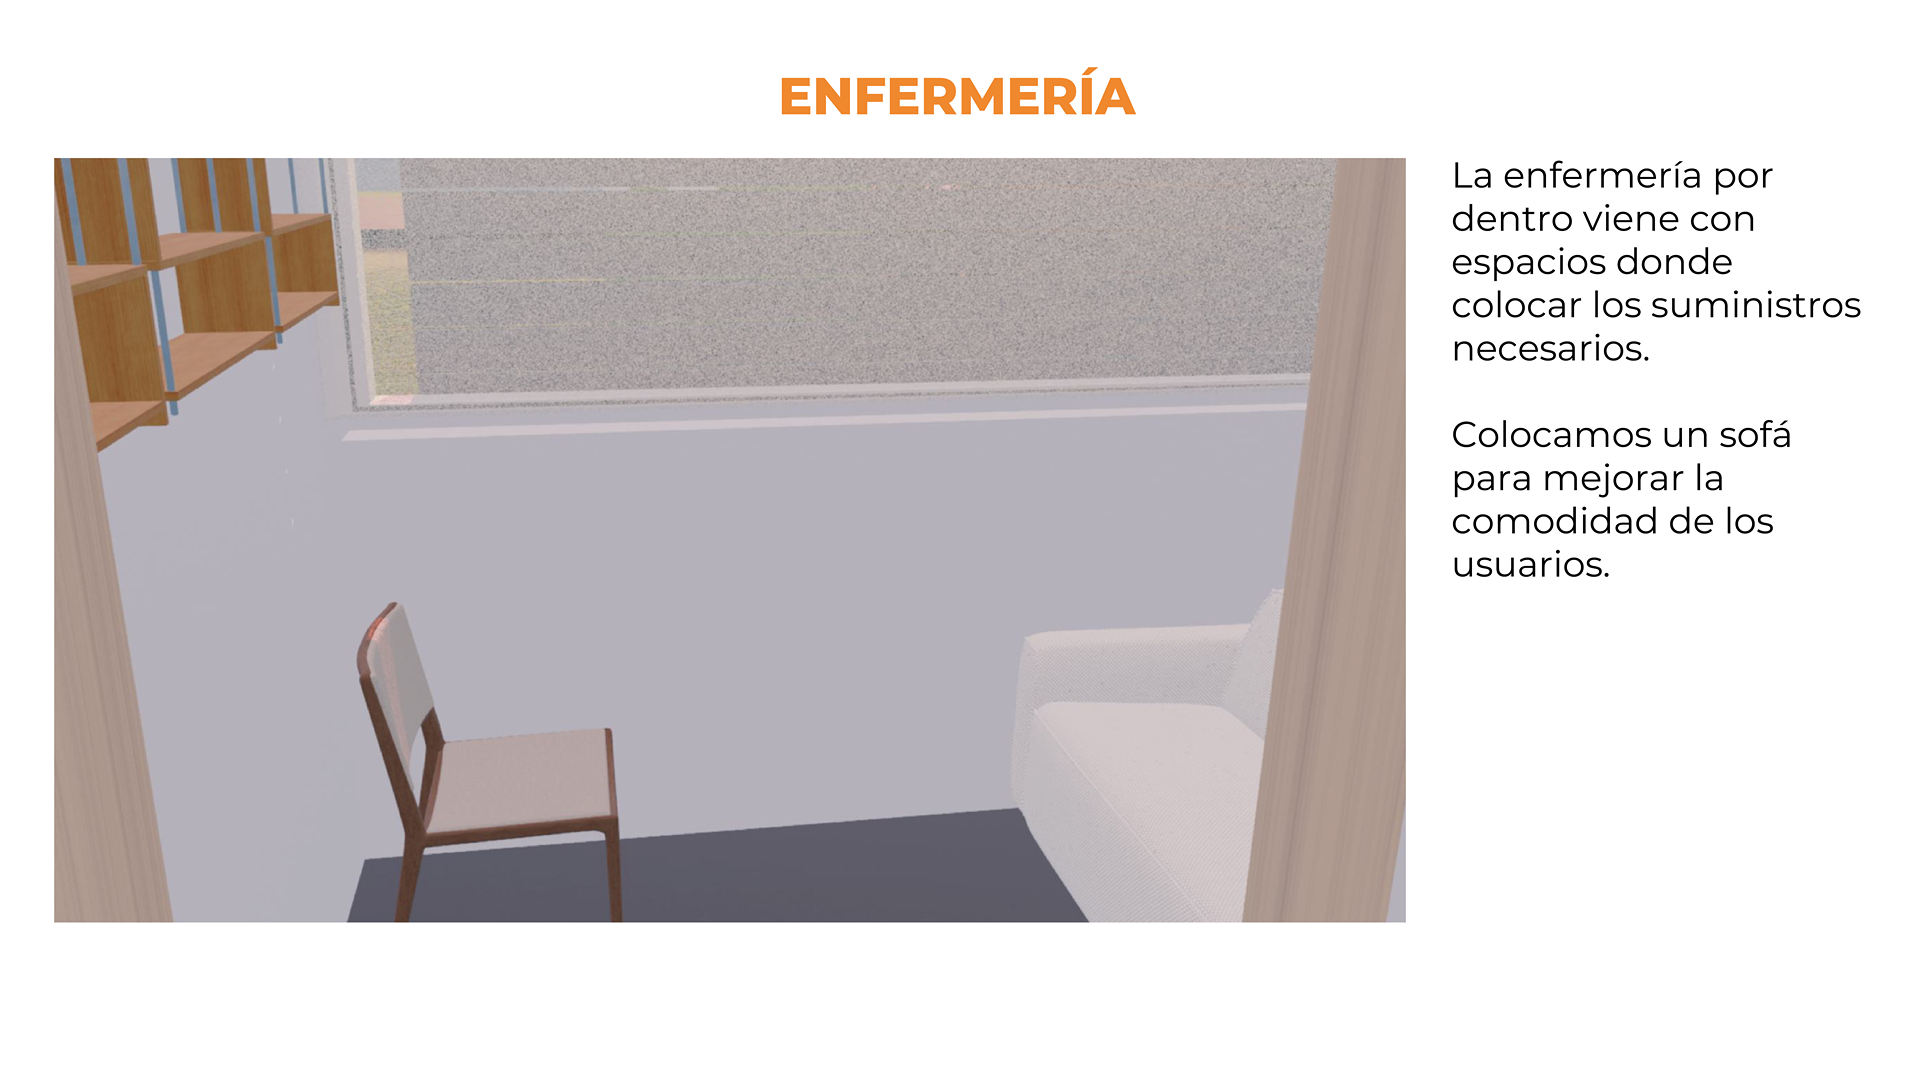 ENFERMERÍA
La enfermería por
dentro viene con
espacios donde
colocar los suministros
necesarios.
Colocamos un sofá
para mejorar la
comodidad de los
usuarios.